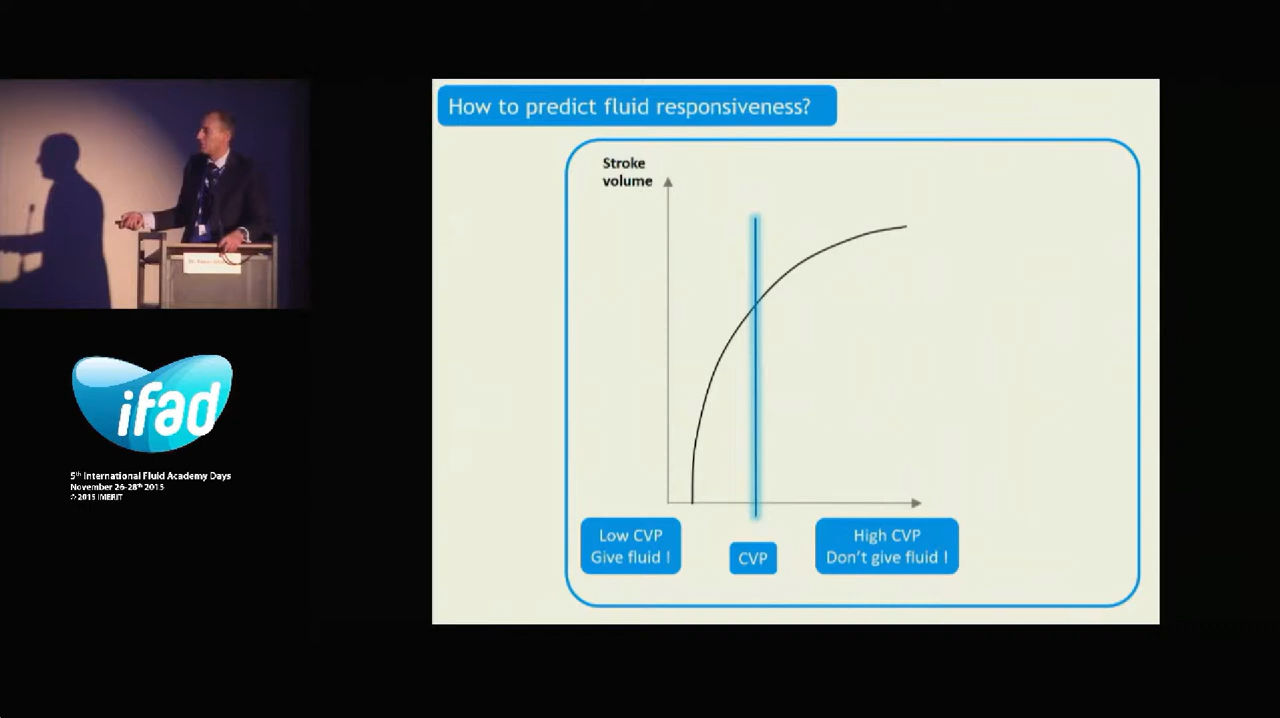 How to predict fluid responsiveness?
Stroke
volume
Low CVP
Give fluid !
CVP
High CVP
Don't give fluid !
ifad
5th International Fluid Academy Days
November 26-28th 2015
© 2015 IMERIT